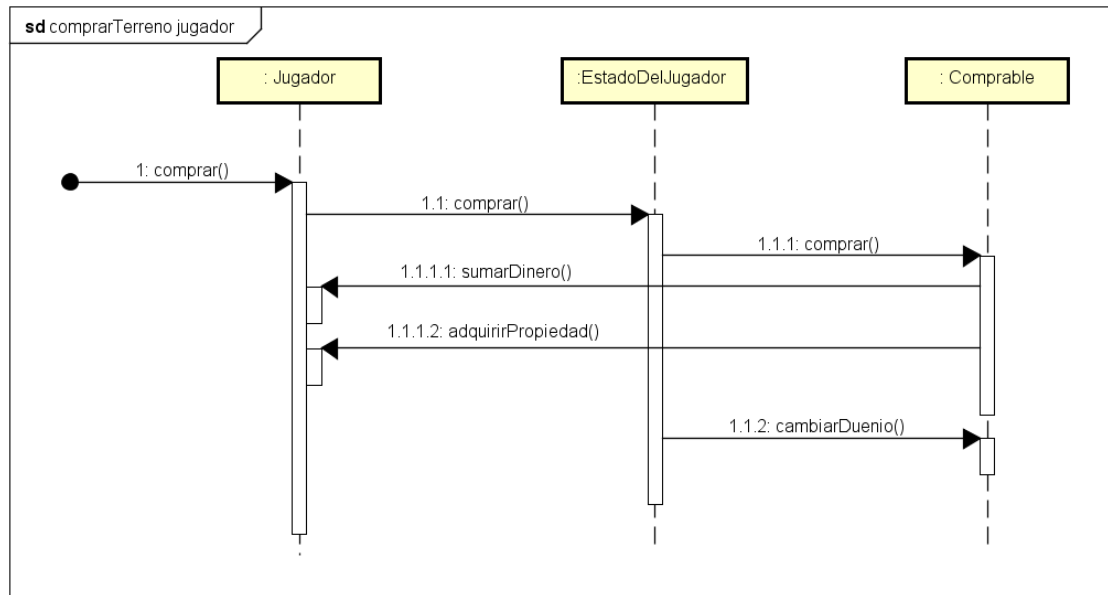 sd comprarTerreno jugador
: Jugador
:EstadoDelJugador
: Comprable
1: comprar()
1.1: comprar()
1.1.1: comprar()
1.1.1.1: sumarDinero()
1.1.1.2: adquirirPropiedad()
1.1.2: cambiarDuenio()